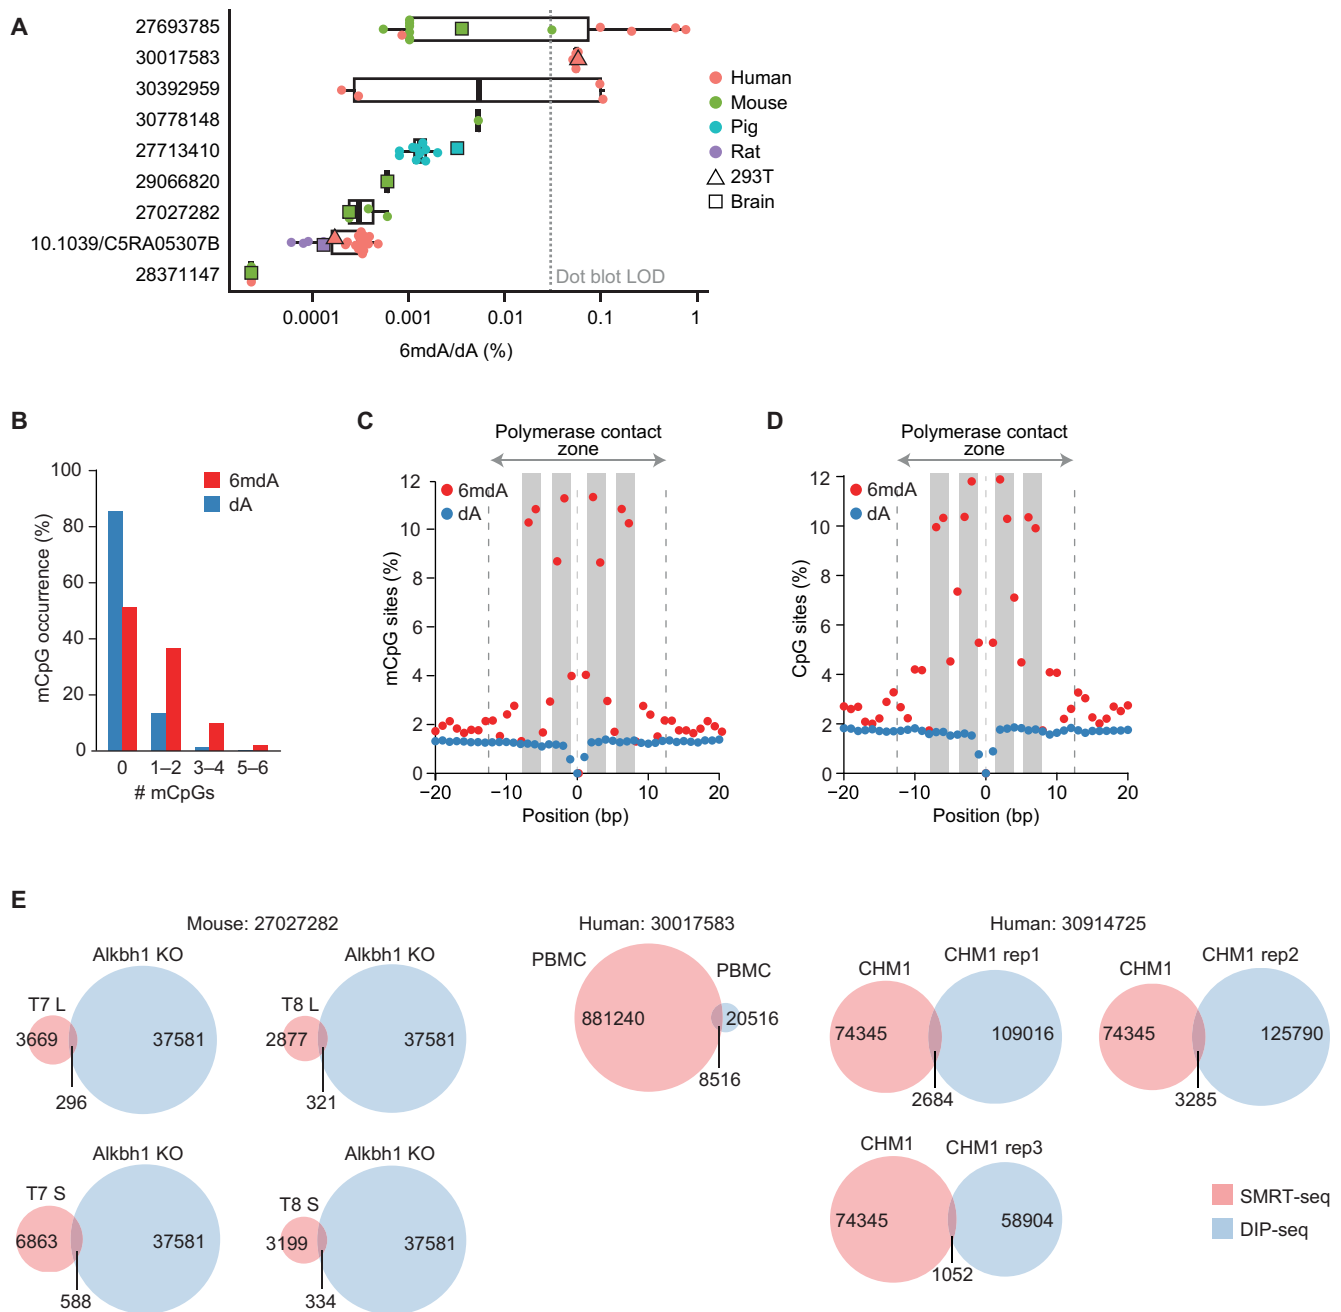 A
27693785
30017583
30392959
30778148
27713410
29066820
27027282
10.1039/C5RA05307B
28371147
Human
Mouse
Pig
Rat
293T
Brain
Dot blot LOD
0.0001 0.001 0.01 0.1 1
6mdA/dA (%)
B
mCpG occurrence (%)
100
80
60
40
20
0
6mdA
dA
0 1–2 3–4 5–6
# mCpGs
C
Polymerase contact
zone
mCpG sites (%)
12
10
8
6
4
2
0
6mdA
dA
−20 −10 0 10 20
Position (bp)
D
Polymerase contact
zone
CpG sites (%)
12
10
8
6
4
2
0
6mdA
dA
−20 −10 0 10 20
Position (bp)
E
Mouse: 27027282
Alkbh1 KO
T7 L
3669
37581
296
Alkbh1 KO
T8 L
2877
37581
321
Alkbh1 KO
T7 S
6863
37581
588
Alkbh1 KO
T8 S
3199
37581
334
Human: 30017583
PBMC
PBMC
881240
20516
8516
Human: 30914725
CHM1
CHM1 rep1
74345
109016
2684
CHM1
CHM1 rep2
74345
125790
3285
CHM1
CHM1 rep3
74345
58904
1052
SMRT-seq
DIP-seq